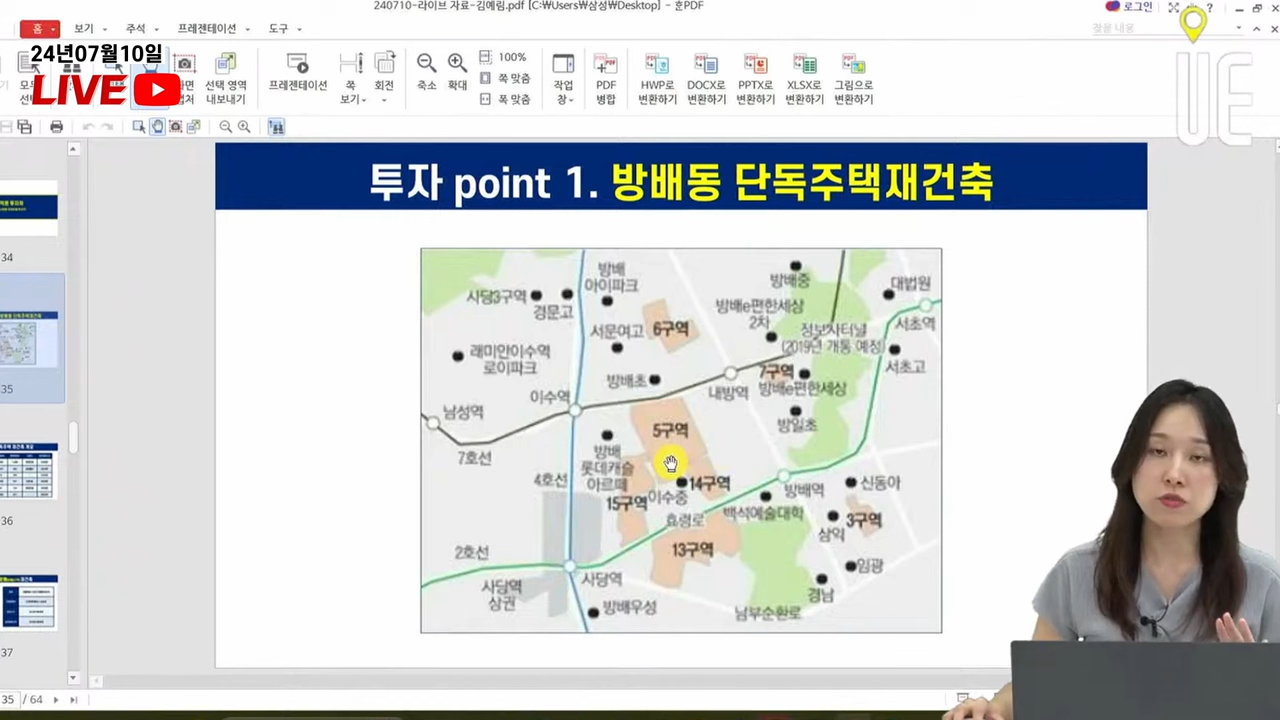 240710-라이브 자료-김예림.pdf [C:₩Users₩삼성₩Desktop] - 훈PDF
로그인
홈
보기
주석
프레젠테이션
도구
찾을 내용
24년07월10일
LIVE
프레젠테이션
쪽 보기
회전
축소
확대
100%
쪽 맞춤
폭 맞춤
작업 창
PDF 병합
HWP로 변환하기
DOCX로 변환하기
PPTX로 변환하기
XLSX로 변환하기
그림으로 변환하기
선택 영역 내보내기
UE
투자 point 1. 방배동 단독주택재건축
방배 아이파크
방배중
대법원
사당3구역
경문고
방배e편한세상 2차
서초역
서문여고
6구역
정보사터널
(2019년 개통 예정)
래미안이수역 로이파크
서초고
방배초
7구역
내방역
방배e편한세상
이수역
남성역
방일초
5구역
7호선
방배 롯데캐슬 아르떼
4호선
14구역
신동아
이수중
방배역
15구역
효령로
백석예술대학
3구역
삼익
13구역
2호선
임광
사당역
사당역 상권
경남
방배우성
남부순환로
34
35
36
37
35 / 64